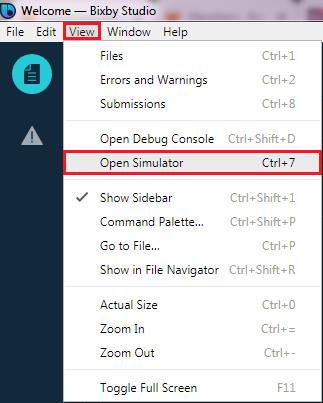 Welcome — Bixby Studio
File Edit View Window Help
Files Ctrl+1
Errors and Warnings Ctrl+2
Submissions Ctrl+8
Open Debug Console Ctrl+Shift+D
Open Simulator Ctrl+7
Show Sidebar Ctrl+Shift+1
Command Palette... Ctrl+Shift+P
Go to File... Ctrl+P
Show in File Navigator Ctrl+Shift+R
Actual Size Ctrl+0
Zoom In Ctrl+=
Zoom Out Ctrl+-
Toggle Full Screen F11